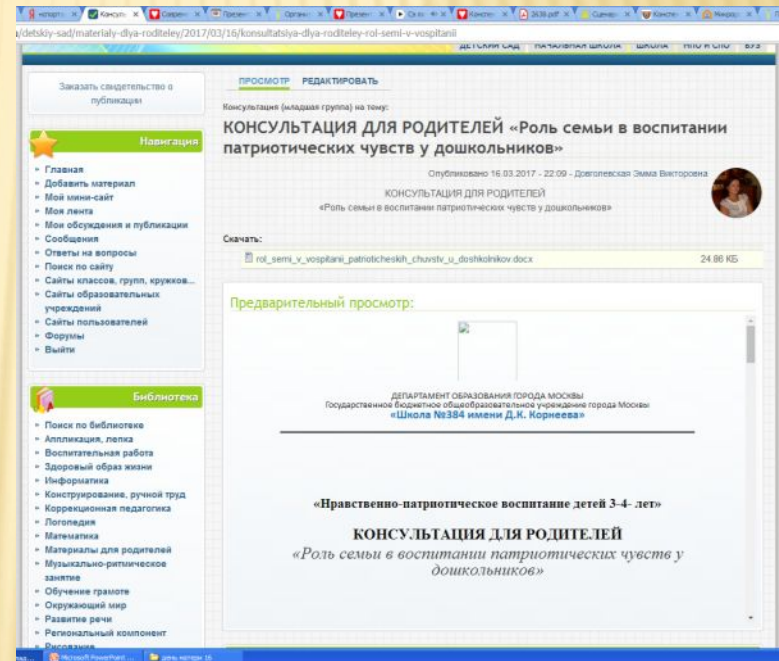 /detskiy-sad/materialy-dlya-roditeley/2017/03/16/konsultatsiya-dlya-roditeley-rol-semi-v-vospitanii
ДЕТСКИЙ САД НАЧАЛЬНАЯ ШКОЛА ШКОЛА НПО И СПО ВУЗ
Заказать свидетельство о
публикации
Навигация
Главная
Добавить материал
Мой мини-сайт
Моя лента
Мои обсуждения и публикации
Сообщения
Ответы на вопросы
Поиск по сайту
Сайты классов, групп, кружков...
Сайты образовательных
учреждений
Сайты пользователей
Форумы
Выйти
Библиотека
Поиск по библиотеке
Аппликация, лепка
Воспитательная работа
Здоровый образ жизни
Информатика
Конструирование, ручной труд
Коррекционная педагогика
Логопедия
Математика
Материалы для родителей
Музыкально-ритмическое
занятие
Обучение грамоте
Окружающий мир
Развитие речи
Региональный компонент
Рисование
ПРОСМОТР РЕДАКТИРОВАТЬ
Консультация (младшая группа) на тему:
КОНСУЛЬТАЦИЯ ДЛЯ РОДИТЕЛЕЙ «Роль семьи в воспитании
патриотических чувств у дошкольников»
Опубликовано 16.03.2017 - 22:09 - Довголевская Эмма Викторовна
КОНСУЛЬТАЦИЯ ДЛЯ РОДИТЕЛЕЙ
«Роль семьи в воспитании патриотических чувств у дошкольников»
Скачать:
rol_semi_v_vospitanii_patrioticheskih_chuvstv_u_doshkolnikov.docx 24.86 КБ
Предварительный просмотр:
ДЕПАРТАМЕНТ ОБРАЗОВАНИЯ ГОРОДА МОСКВЫ
Государственное бюджетное общеобразовательное учреждение города Москвы
«Школа №384 имени Д.К. Корнеева»
«Нравственно-патриотическое воспитание детей 3-4- лет»
КОНСУЛЬТАЦИЯ ДЛЯ РОДИТЕЛЕЙ
«Роль семьи в воспитании патриотических чувств у
дошкольников»
Microsoft PowerPoint ... день матери 16